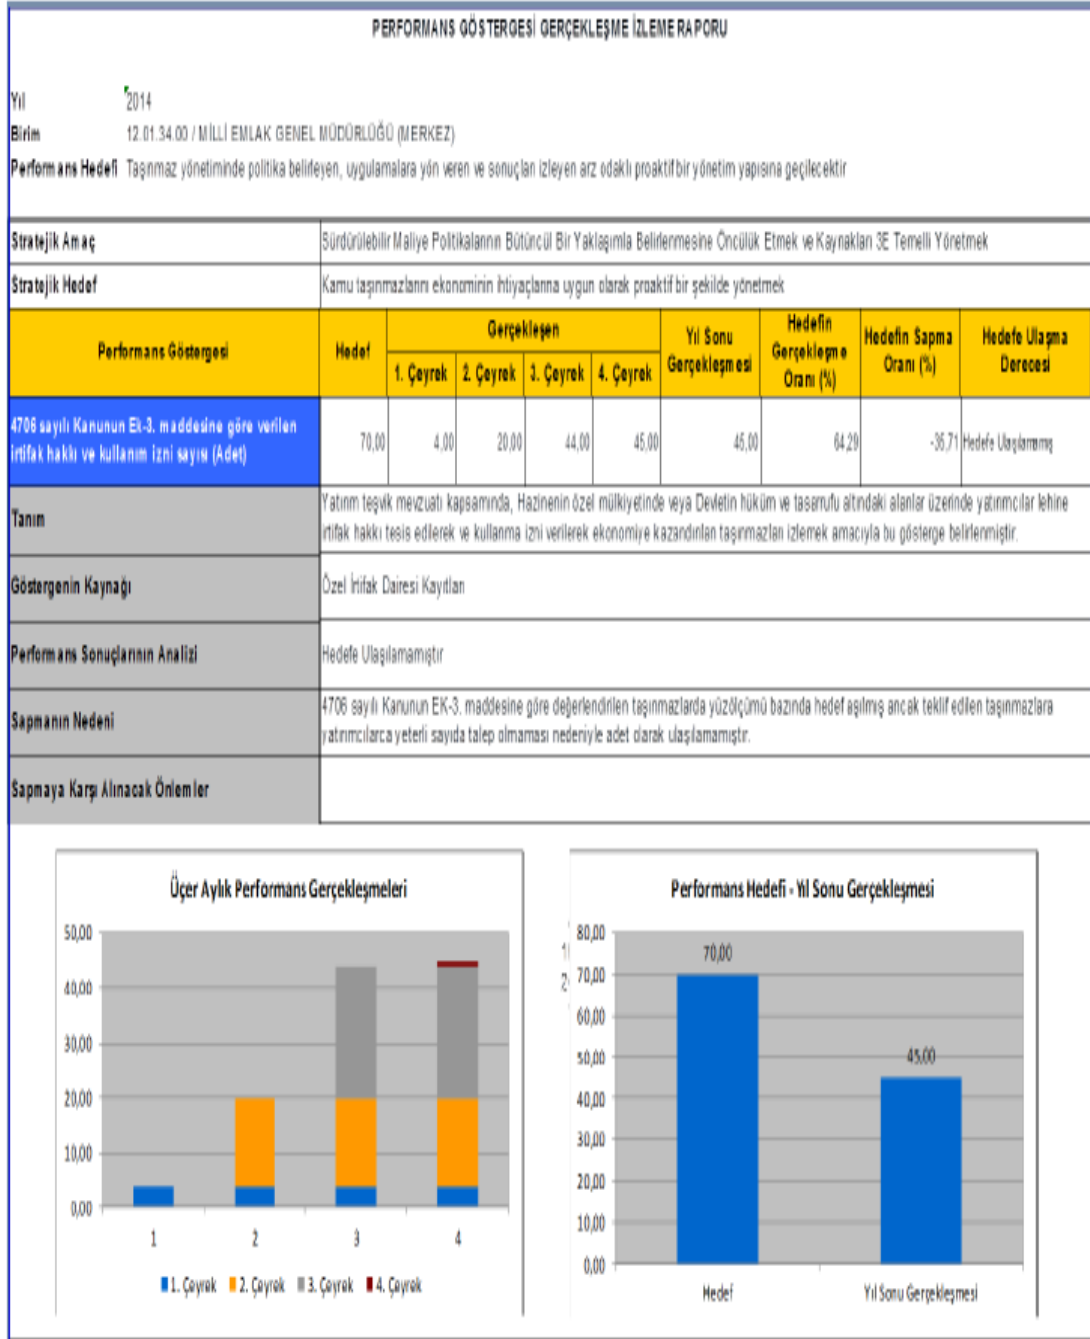 PERFORMANS GÖSTERGESİ GERÇEKLEŞME İZLEME RAPORU
Yıl 2014
Birim 12.01.34.00 / MİLLİ EMLAK GENEL MÜDÜRLÜĞÜ (MERKEZ)
Performans Hedefi Taşınmaz yönetiminde politika belirleyen, uygulamalara yön veren ve sonuçları izleyen arz odaklı proaktif bir yönetim yapısına geçilecektir
Stratejik Amaç Sürdürülebilir Maliye Politikalarının Bütüncül Bir Yaklaşımla Belirlenmesine Öncülük Etmek ve Kaynakları 3E Temelli Yönetmek
Stratejik Hedef Kamu taşınmazlarını ekonominin ihtiyaçlarına uygun olarak proaktif bir şekilde yönetmek
Performans Göstergesi Hedef Gerçekleşen Yıl Sonu Gerçekleşmesi Hedefin Gerçekleşme Oranı (%) Hedefin Sapma Oranı (%) Hedefe Ulaşma Derecesi
1. Çeyrek 2. Çeyrek 3. Çeyrek 4. Çeyrek
4706 sayılı Kanunun Ek-3. maddesine göre verilen
irtifak hakkı ve kullanım izni sayısı (Adet) 70,00 4,00 20,00 44,00 45,00 45,00 64,29 -35,71 Hedefe Ulaşılamamış
Tanım Yatırım teşvik mevzuatı kapsamında, Hazinenin özel mülkiyetinde veya Devletin hüküm ve tasarrufu altındaki alanlar üzerinde yatırımcılar lehine
irtifak hakkı tesis edilerek ve kullanma izni verilerek ekonomiye kazandırılan taşınmazları izlemek amacıyla bu gösterge belirlenmiştir.
Göstergenin Kaynağı Özel İrtifak Dairesi Kayıtları
Performans Sonuçlarının Analizi Hedefe Ulaşılamamıştır
Sapmanın Nedeni 4706 sayılı Kanunun EK-3. maddesine göre değerlendirilen taşınmazlarda yüzölçümü bazında hedef aşılmış ancak teklif edilen taşınmazlara
yatırımcılarca yeterli sayıda talep olmaması nedeniyle adet olarak ulaşılamamıştır.
Sapmaya Karşı Alınacak Önlemler
Üçer Aylık Performans Gerçekleşmeleri
50,00
40,00
30,00
20,00
10,00
0,00
1 2 3 4
1. Çeyrek 2. Çeyrek 3. Çeyrek 4. Çeyrek
Performans Hedefi - Yıl Sonu Gerçekleşmesi
80,00
70,00
60,00
50,00
40,00
30,00
20,00
10,00
0,00
70,00
45,00
Hedef Yıl Sonu Gerçekleşmesi